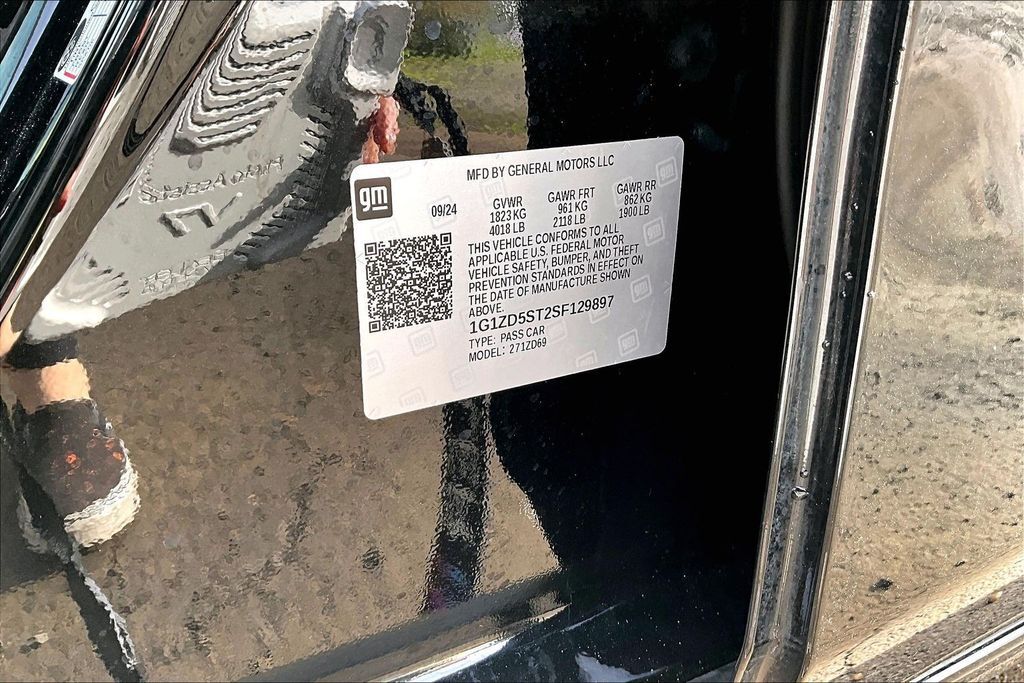 MFD BY GENERAL MOTORS LLC
gm
09/24
GVWR
1823 KG
4018 LB
GAWR FRT
961 KG
2118 LB
GAWR RR
862 KG
1900 LB
THIS VEHICLE CONFORMS TO ALL
APPLICABLE U.S. FEDERAL MOTOR
VEHICLE SAFETY, BUMPER, AND THEFT
PREVENTION STANDARDS IN EFFECT ON
THE DATE OF MANUFACTURE SHOWN
ABOVE.
1G1ZD5ST2SF129897
TYPE: PASS CAR
MODEL: 271ZD69